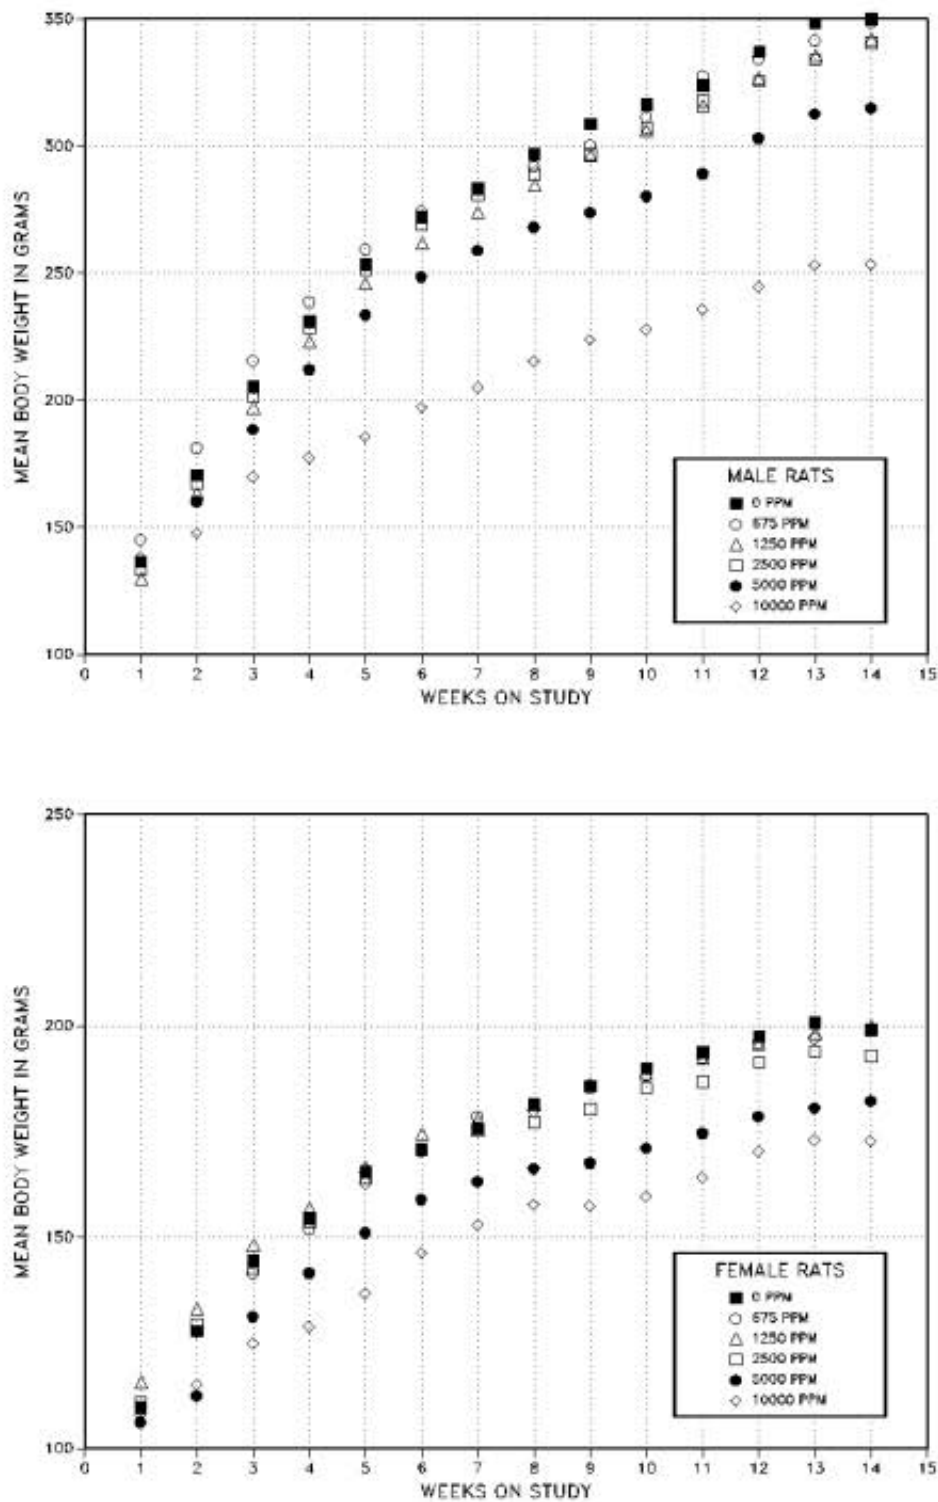 350
300
250
200
150
100
MEAN BODY WEIGHT IN GRAMS
MALE RATS
0 PPM
675 PPM
1250 PPM
2500 PPM
5000 PPM
10000 PPM
0 1 2 3 4 5 6 7 8 9 10 11 12 13 14 15
WEEKS ON STUDY
250
200
150
100
MEAN BODY WEIGHT IN GRAMS
FEMALE RATS
0 PPM
675 PPM
1250 PPM
2500 PPM
5000 PPM
10000 PPM
0 1 2 3 4 5 6 7 8 9 10 11 12 13 14 15
WEEKS ON STUDY